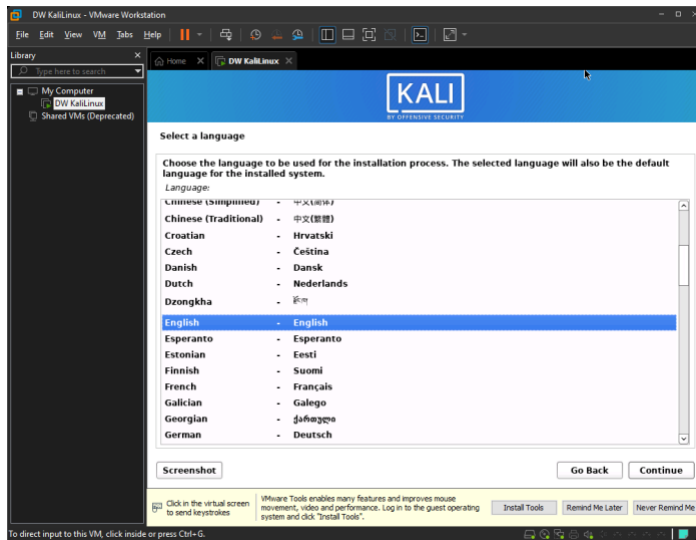 DW KaliLinux - VMware Workstation
File Edit View VM Tabs Help
Library
Type here to search
My Computer
DW KaliLinux
Shared VMs (Deprecated)
Home
DW KaliLinux
KALI
BY OFFENSIVE SECURITY
Select a language
Choose the language to be used for the installation process. The selected language will also be the default
language for the installed system.
Language:
Chinese (Simplified) - 中文(简体)
Chinese (Traditional) - 中文(繁體)
Croatian - Hrvatski
Czech - Čeština
Danish - Dansk
Dutch - Nederlands
Dzongkha -
English - English
Esperanto - Esperanto
Estonian - Eesti
Finnish - Suomi
French - Français
Galician - Galego
Georgian - ქართული
German - Deutsch
Screenshot Go Back Continue
Click in the virtual screen
to send keystrokes
VMware Tools enables many features and improves mouse
movement, video and performance. Log in to the guest operating
system and click "Install Tools".
Install Tools Remind Me Later Never Remind Me
To direct input to this VM, click inside or press Ctrl+G.